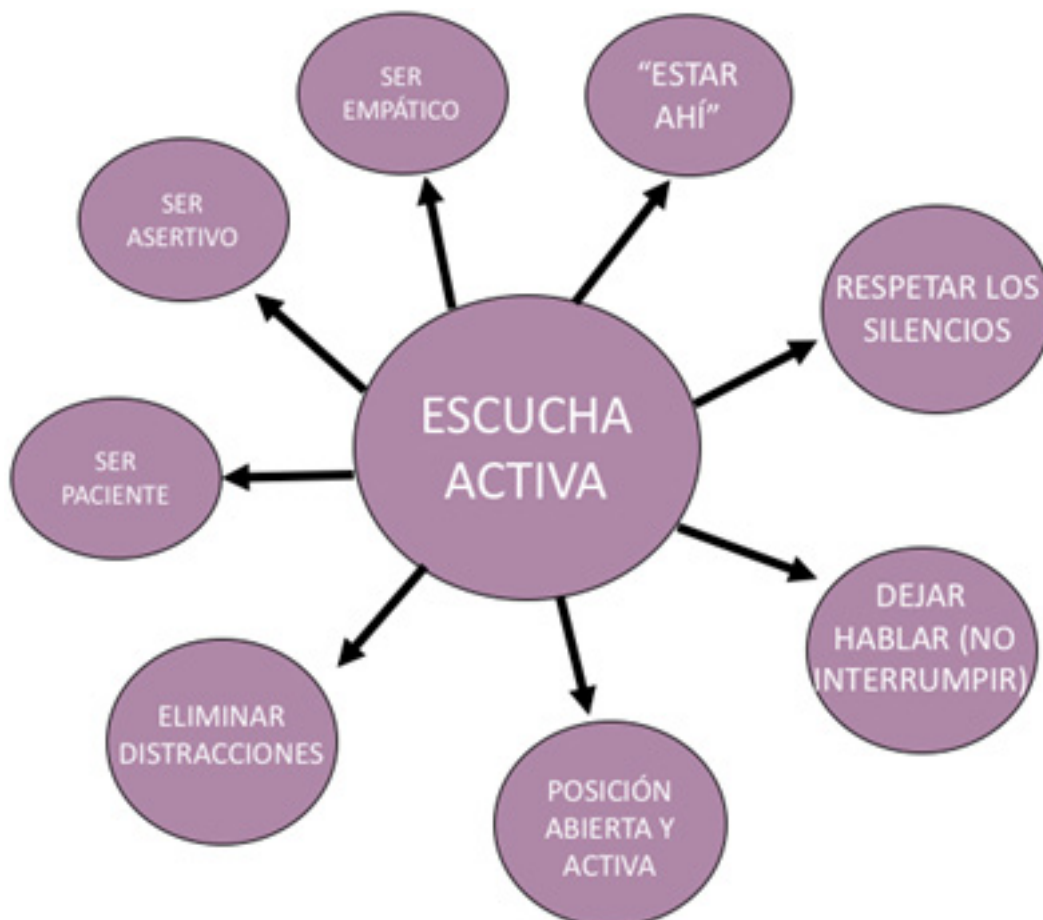 SER
EMPÁTICO
“ESTAR
AHÍ”
SER
ASERTIVO
RESPETAR LOS
SILENCIOS
ESCUCHA
ACTIVA
SER
PACIENTE
DEJAR
HABLAR (NO
INTERRUMPIR)
ELIMINAR
DISTRACCIONES
POSICIÓN
ABIERTA Y
ACTIVA